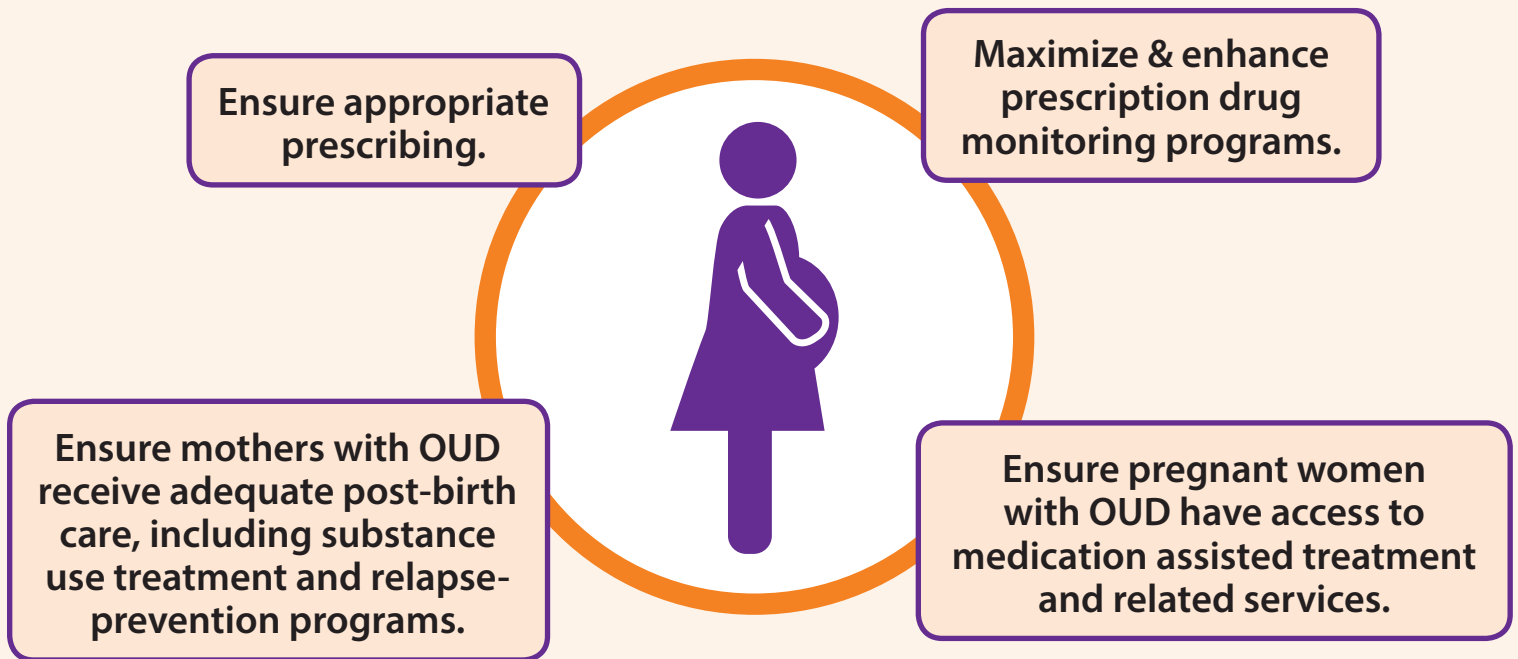 Ensure appropriate
prescribing.
Maximize & enhance
prescription drug
monitoring programs.
Ensure mothers with OUD
receive adequate post-birth
care, including substance
use treatment and relapse-
prevention programs.
Ensure pregnant women
with OUD have access to
medication assisted treatment
and related services.